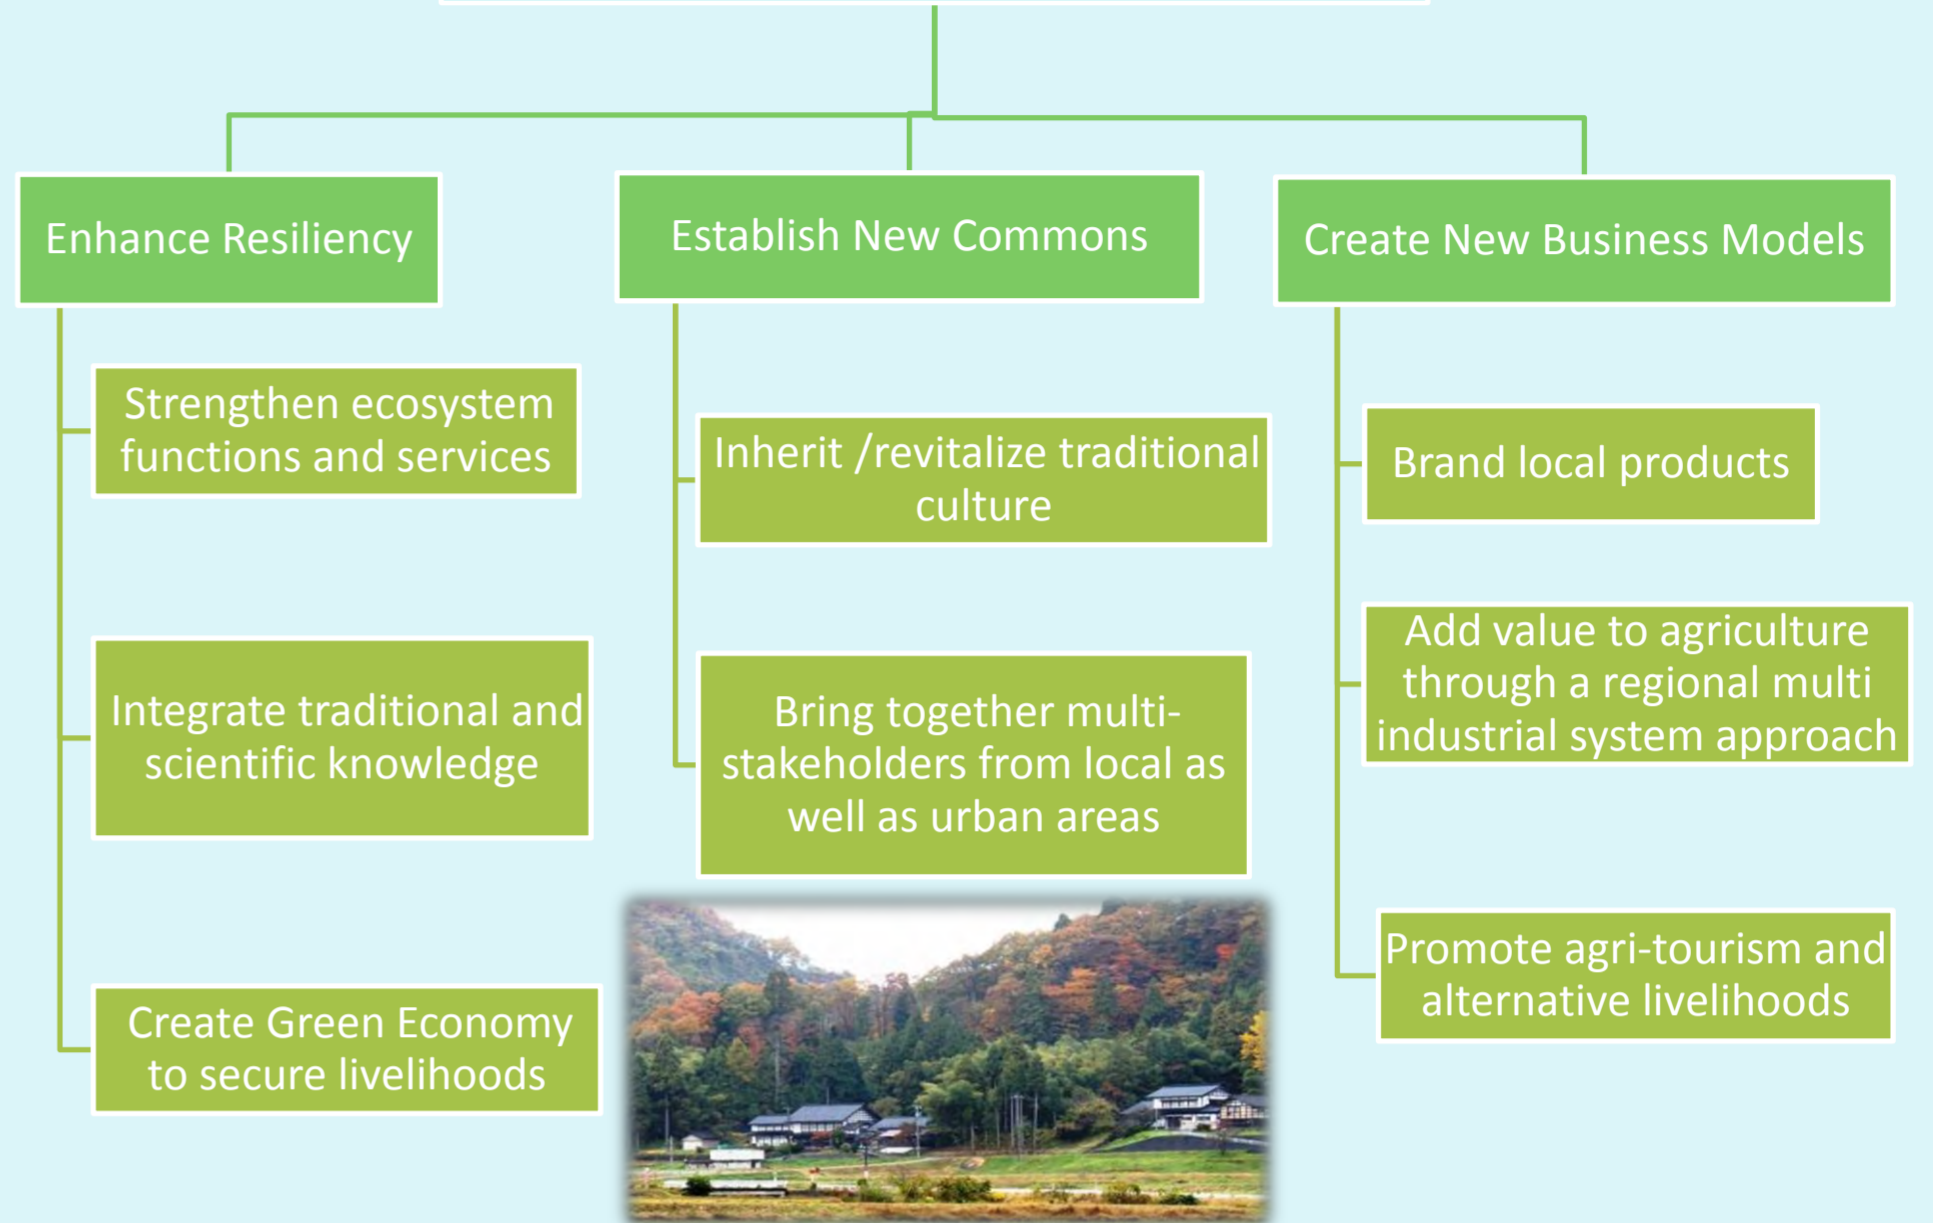 Enhance Resiliency
Strengthen ecosystem
functions and services
Integrate traditional and
scientific knowledge
Create Green Economy
to secure livelihoods
Establish New Commons
Inherit /revitalize traditional
culture
Bring together multi-
stakeholders from local as
well as urban areas
Create New Business Models
Brand local products
Add value to agriculture
through a regional multi
industrial system approach
Promote agri-tourism and
alternative livelihoods